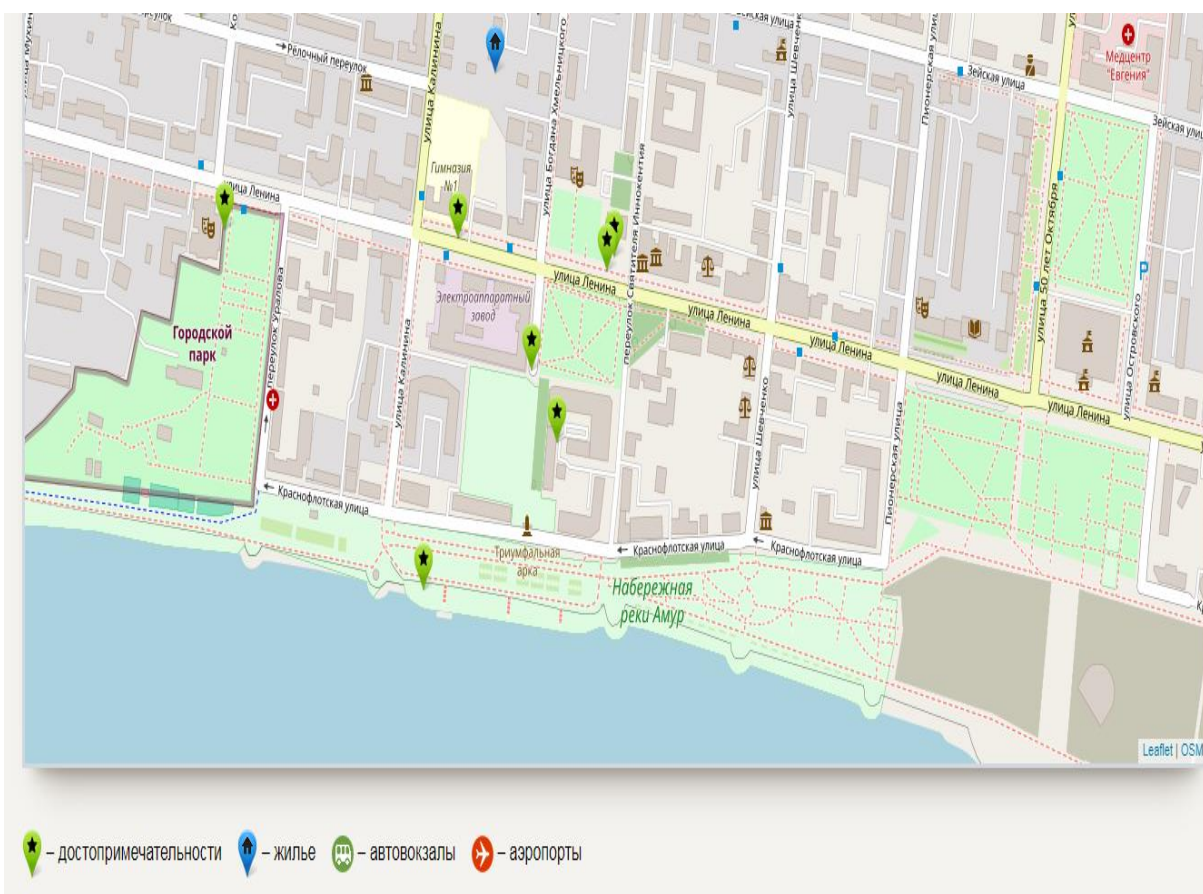 улица Мухин
переулок
Релочный переулок
улица Калинина
улица Богдана Хмельницкого
Зейская улица
улица Шевченко
Пионерская улица
Зейская улица
Медцентр
"Евгения"
Зейская улица
Гимназия
№1
улица Ленина
переулок Святителя Иннокентия
улица 50 лет Октября
P
Электроаппаратный
завод
улица Ленина
улица Ленина
улица Ленина
улица Ленина
улица Ленина
Городской
парк
переулок Уралова
улица Калинина
улица Шевченко
Пионерская улица
улица Островского
Краснофлотская улица
Краснофлотская улица
Краснофлотская улица
Триумфальная
арка
Набережная
реки Амур
Leaflet | OSM
– достопримечательности – жилье – автовокзалы – аэропорты